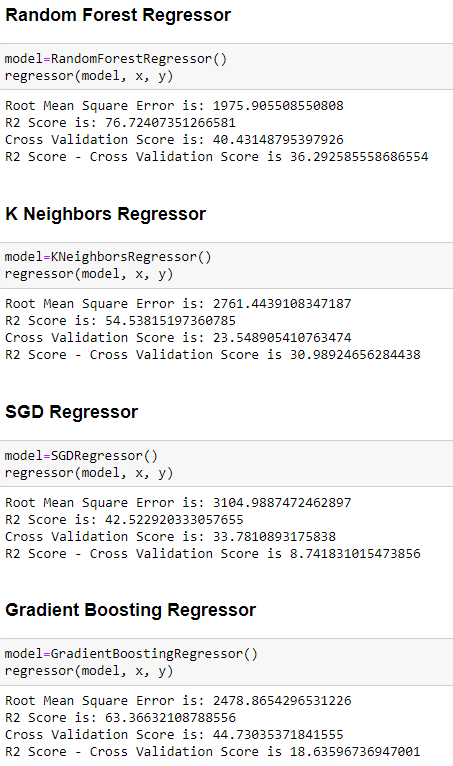 Random Forest Regressor
model=RandomForestRegressor()
regressor(model, x, y)
Root Mean Square Error is: 1975.905508550808
R2 Score is: 76.72407351266581
Cross Validation Score is: 40.43148795397926
R2 Score - Cross Validation Score is 36.292585558686554
K Neighbors Regressor
model=KNeighborsRegressor()
regressor(model, x, y)
Root Mean Square Error is: 2761.4439108347187
R2 Score is: 54.53815197360785
Cross Validation Score is: 23.548905410763474
R2 Score - Cross Validation Score is 30.98924656284438
SGD Regressor
model=SGDRegressor()
regressor(model, x, y)
Root Mean Square Error is: 3104.9887472462897
R2 Score is: 42.522920333057655
Cross Validation Score is: 33.7810893175838
R2 Score - Cross Validation Score is 8.741831015473856
Gradient Boosting Regressor
model=GradientBoostingRegressor()
regressor(model, x, y)
Root Mean Square Error is: 2478.8654296531226
R2 Score is: 63.36632108788556
Cross Validation Score is: 44.73035371841555
R2 Score - Cross Validation Score is 18.63596736947001